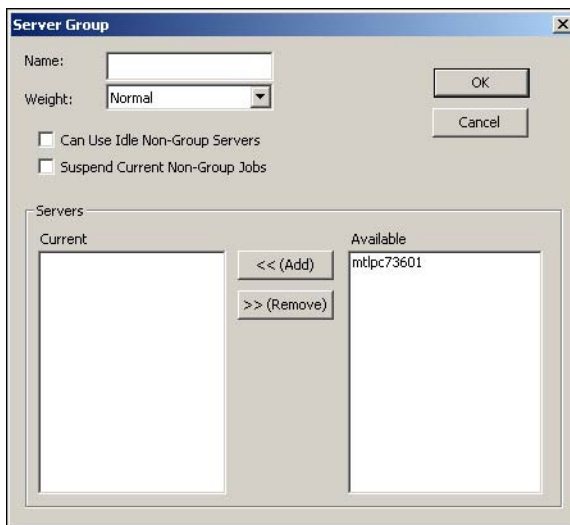 Server Group
Name:
OK
Weight: Normal
Cancel
Can Use Idle Non-Group Servers
Suspend Current Non-Group Jobs
Servers
Current
Available
<< (Add)
mtlpc73601
>> (Remove)